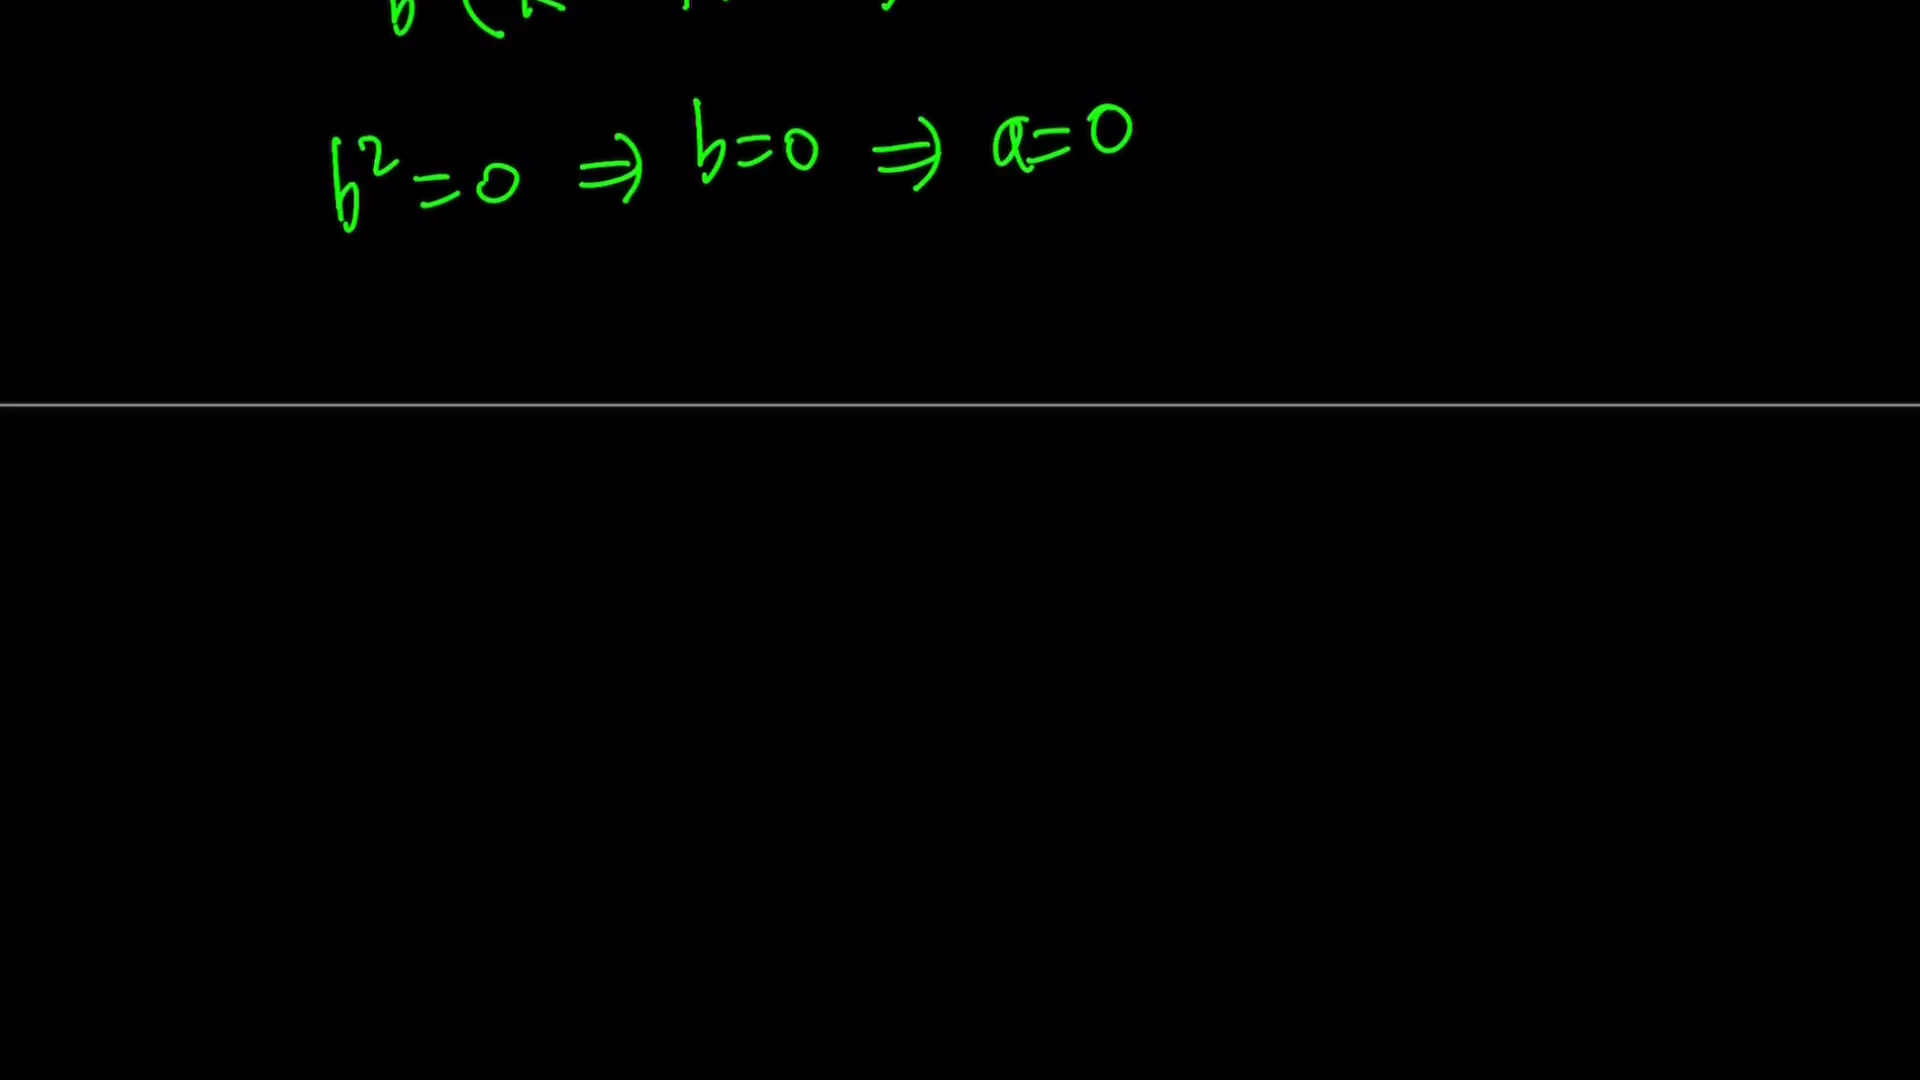 b² = 0 ⇒ b = 0 ⇒ a = 0